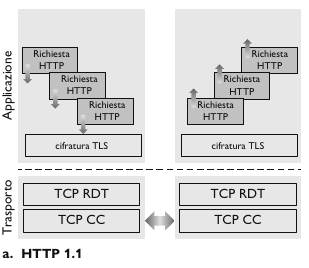 Applicazione
Richiesta
HTTP
Richiesta
HTTP
Richiesta
HTTP
cifratura TLS
Richiesta
HTTP
Richiesta
HTTP
Richiesta
HTTP
cifratura TLS
Trasporto
TCP RDT
TCP CC
TCP RDT
TCP CC
a. HTTP 1.1